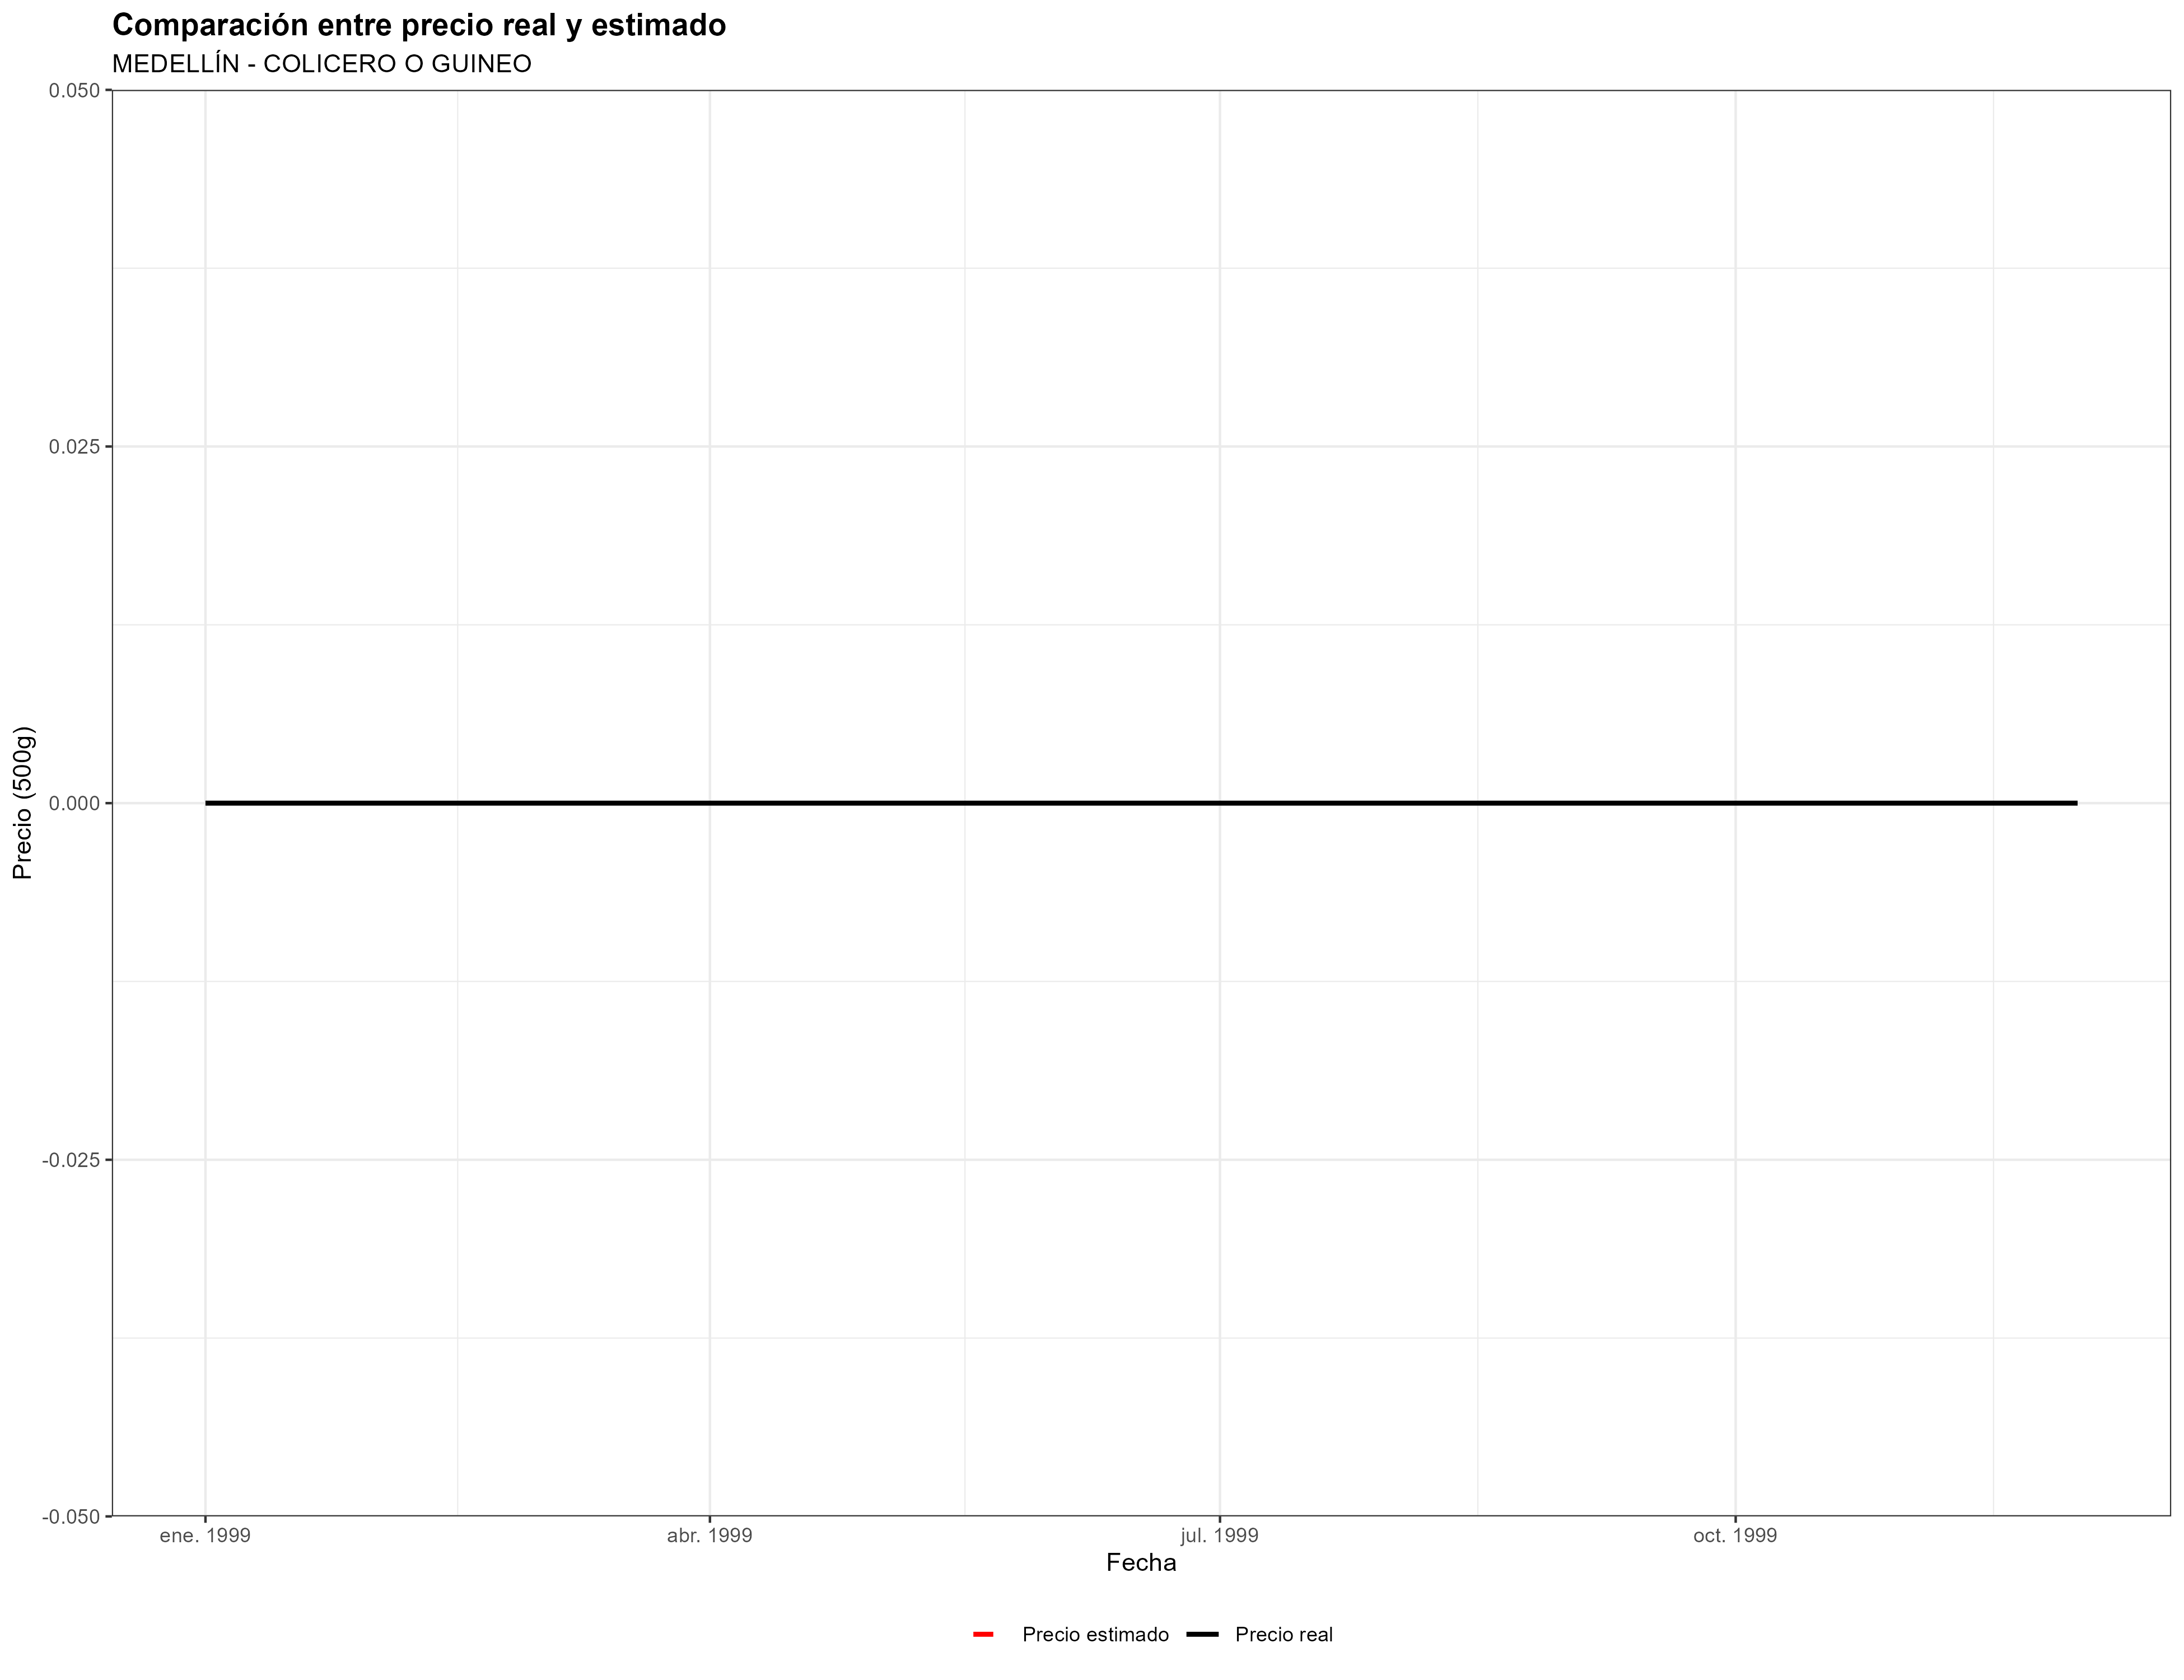 Comparación entre precio real y estimado
MEDELLÍN - COLICERO O GUINEO
0.050
0.025
0.000
-0.025
-0.050
Precio (500g)
ene. 1999 abr. 1999 jul. 1999 oct. 1999
Fecha
Precio estimado Precio real